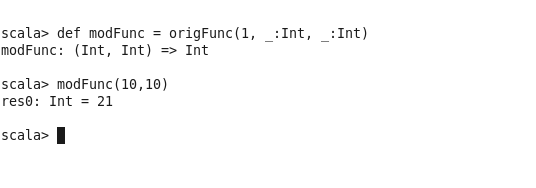 scala> def modFunc = origFunc(1, _:Int, _:Int)
modFunc: (Int, Int) => Int
scala> modFunc(10,10)
res0: Int = 21
scala>